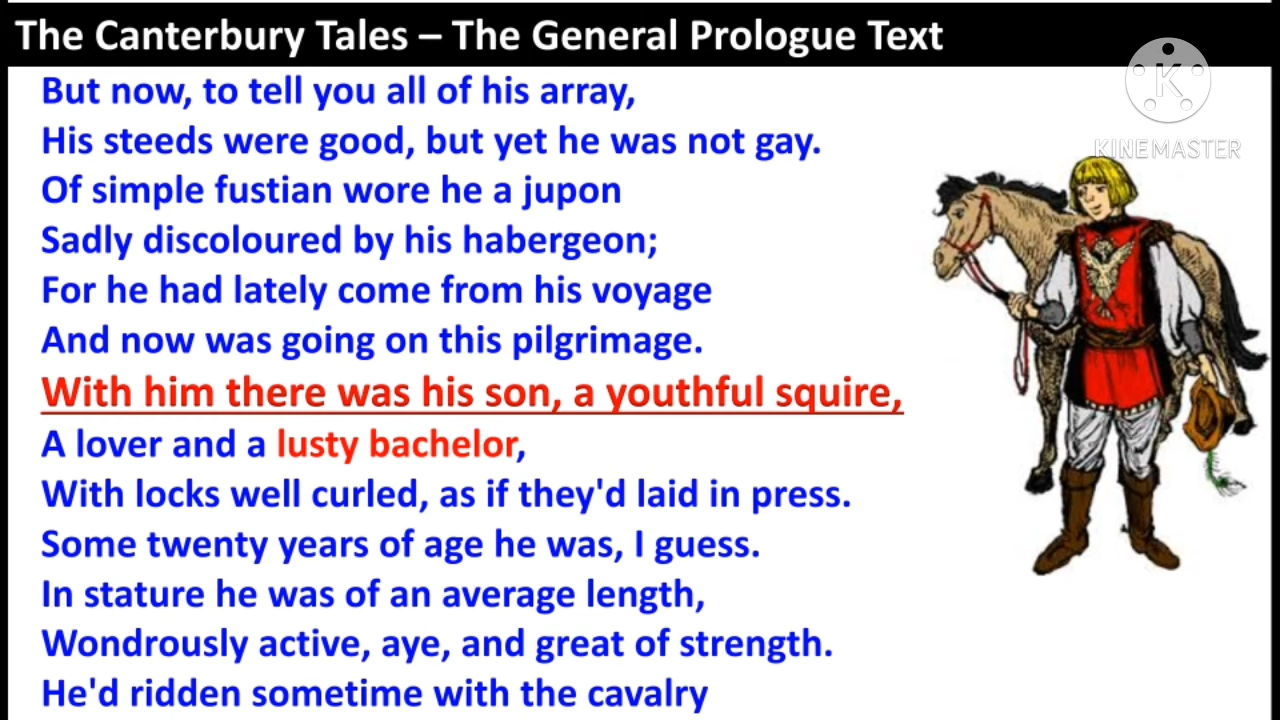 The Canterbury Tales – The General Prologue Text
K
KINEMASTER
But now, to tell you all of his array,
His steeds were good, but yet he was not gay.
Of simple fustian wore he a jupon
Sadly discoloured by his habergeon;
For he had lately come from his voyage
And now was going on this pilgrimage.
With him there was his son, a youthful squire,
A lover and a lusty bachelor,
With locks well curled, as if they'd laid in press.
Some twenty years of age he was, I guess.
In stature he was of an average length,
Wondrously active, aye, and great of strength.
He'd ridden sometime with the cavalry